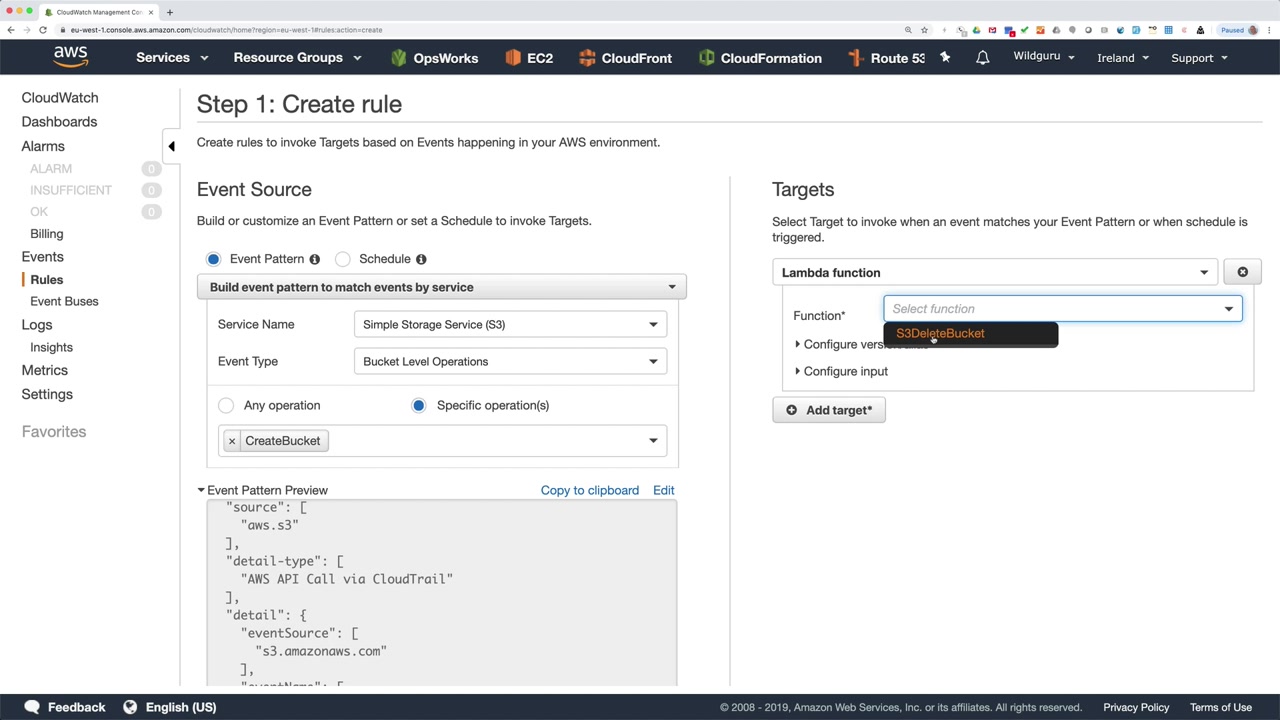 CloudWatch Management Con
eu-west-1.console.aws.amazon.com/cloudwatch/home?region=eu-west-1#rules:action=create
Paused
aws
Services
Resource Groups
OpsWorks
EC2
CloudFront
CloudFormation
Route 53
Wildguru
Ireland
Support
CloudWatch
Dashboards
Alarms
ALARM 0
INSUFFICIENT 0
OK 0
Billing
Events
Rules
Event Buses
Logs
Insights
Metrics
Settings
Favorites
Step 1: Create rule
Create rules to invoke Targets based on Events happening in your AWS environment.
Event Source
Build or customize an Event Pattern or set a Schedule to invoke Targets.
Event Pattern
Schedule
Build event pattern to match events by service
Service Name Simple Storage Service (S3)
Event Type Bucket Level Operations
Any operation
Specific operation(s)
× CreateBucket
Event Pattern Preview
Copy to clipboard
Edit
"source": [
"aws.s3"
],
"detail-type": [
"AWS API Call via CloudTrail"
],
"detail": {
"eventSource": [
"s3.amazonaws.com"
],
"eventName": [
Targets
Select Target to invoke when an event matches your Event Pattern or when schedule is
triggered.
Lambda function
Function* Select function
S3DeleteBucket
Configure
Configure input
Add target*
Feedback
English (US)
© 2008 - 2019, Amazon Web Services, Inc. or its affiliates. All rights reserved.
Privacy Policy
Terms of Use